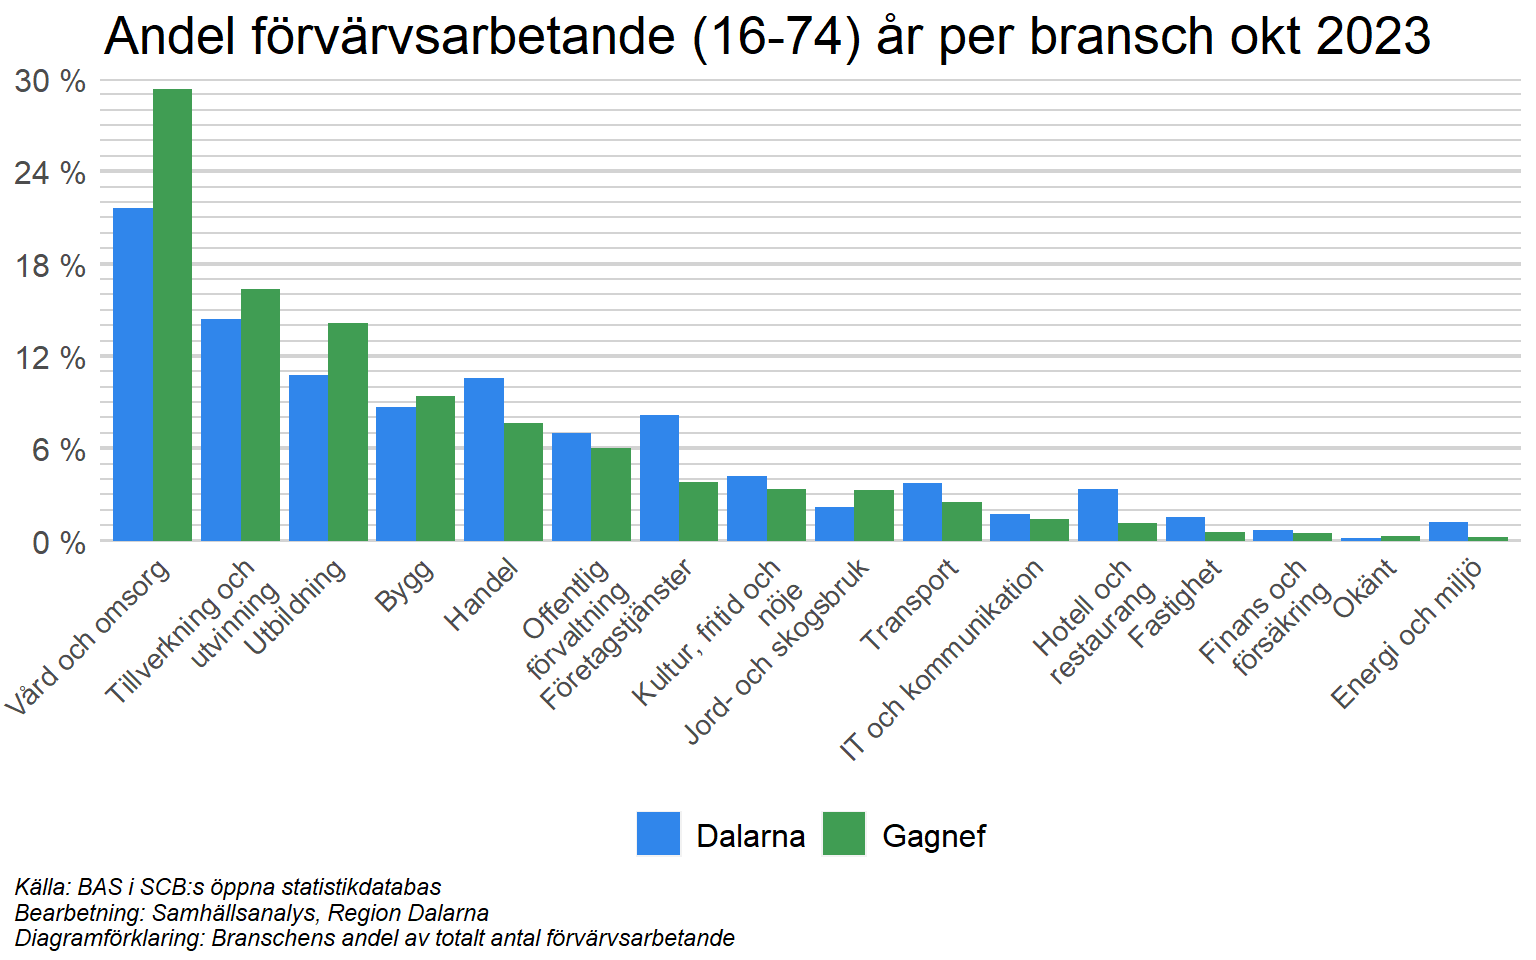 Andel förvärvsarbetande (16-74) år per bransch okt 2023
30 %
24 %
18 %
12 %
6 %
0 %
Vård och omsorg
Tillverkning och
utvinning
Utbildning
Bygg
Handel
Offentlig
förvaltning
Företagstjänster
Kultur, fritid och
nöje
Jord- och skogsbruk
Transport
IT och kommunikation
Hotell och
restaurang
Fastighet
Finans och
försäkring
Okänt
Energi och miljö
Dalarna
Gagnef
Källa: BAS i SCB:s öppna statistikdatabas
Bearbetning: Samhällsanalys, Region Dalarna
Diagramförklaring: Branschens andel av totalt antal förvärvsarbetande